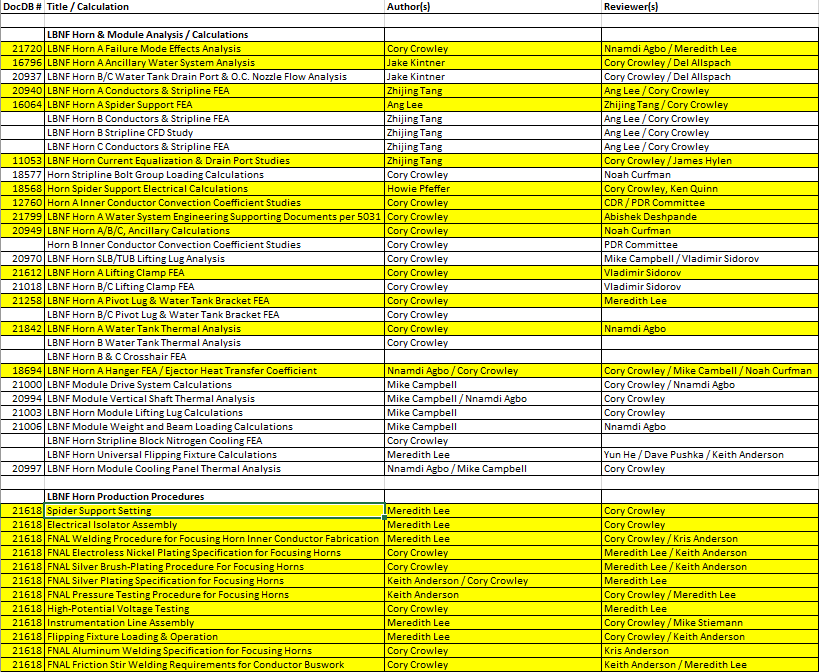 DocDB # Title / Calculation Author(s) Reviewer(s)
LBNF Horn & Module Analysis / Calculations
21720 LBNF Horn A Failure Mode Effects Analysis Cory Crowley Nnamdi Agbo / Meredith Lee
16796 LBNF Horn A Ancillary Water System Analysis Jake Kintner Cory Crowley / Del Allspach
20937 LBNF Horn B/C Water Tank Drain Port & O.C. Nozzle Flow Analysis Jake Kintner Cory Crowley / Del Allspach
20940 LBNF Horn A Conductors & Stripline FEA Zhijing Tang Ang Lee / Cory Crowley
16064 LBNF Horn A Spider Support FEA Ang Lee Zhijing Tang / Cory Crowley
LBNF Horn B Conductors & Stripline FEA Zhijing Tang Ang Lee / Cory Crowley
LBNF Horn B Stripline CFD Study Zhijing Tang Ang Lee / Cory Crowley
LBNF Horn C Conductors & Stripline FEA Zhijing Tang Ang Lee / Cory Crowley
11053 LBNF Horn Current Equalization & Drain Port Studies Zhijing Tang Cory Crowley / James Hylen
18577 Horn Stripline Bolt Group Loading Calculations Cory Crowley Noah Curfman
18568 Horn Spider Support Electrical Calculations Howie Pfeffer Cory Crowley, Ken Quinn
12760 Horn A Inner Conductor Convection Coefficient Studies Cory Crowley CDR / PDR Committee
21799 LBNF Horn A Water System Engineering Supporting Documents per 5031 Cory Crowley Abishek Deshpande
20949 LBNF Horn A/B/C, Ancillary Calculations Cory Crowley Noah Curfman
Horn B Inner Conductor Convection Coefficient Studies Cory Crowley PDR Committee
20970 LBNF Horn SLB/TUB Lifting Lug Analysis Cory Crowley Mike Campbell / Vladimir Sidorov
21612 LBNF Horn A Lifting Clamp FEA Cory Crowley Vladimir Sidorov
21018 LBNF Horn B/C Lifting Clamp FEA Cory Crowley Vladimir Sidorov
21258 LBNF Horn A Pivot Lug & Water Tank Bracket FEA Cory Crowley Meredith Lee
LBNF Horn B/C Pivot Lug & Water Tank Bracket FEA Cory Crowley
21842 LBNF Horn A Water Tank Thermal Analysis Cory Crowley Nnamdi Agbo
LBNF Horn B Water Tank Thermal Analysis Cory Crowley
LBNF Horn B & C Crosshair FEA
18694 LBNF Horn A Hanger FEA / Ejector Heat Transfer Coefficient Nnamdi Agbo / Cory Crowley Cory Crowley / Mike Cambell / Noah Curfman
21000 LBNF Module Drive System Calculations Mike Campbell Cory Crowley / Nnamdi Agbo
20994 LBNF Module Vertical Shaft Thermal Analysis Mike Campbell / Nnamdi Agbo Cory Crowley
21003 LBNF Horn Module Lifting Lug Calculations Mike Campbell Cory Crowley
21006 LBNF Module Weight and Beam Loading Calculations Mike Campbell Nnamdi Agbo
LBNF Horn Stripline Block Nitrogen Cooling FEA Cory Crowley
LBNF Horn Universal Flipping Fixture Calculations Meredith Lee Yun He / Dave Pushka / Keith Anderson
20997 LBNF Horn Module Cooling Panel Thermal Analysis Nnamdi Agbo / Mike Campbell Cory Crowley
LBNF Horn Production Procedures
21618 Spider Support Setting Meredith Lee Cory Crowley
21618 Electrical Isolator Assembly Meredith Lee Cory Crowley
21618 FNAL Welding Procedure for Focusing Horn Inner Conductor Fabrication Meredith Lee Cory Crowley / Kris Anderson
21618 FNAL Electroless Nickel Plating Specification for Focusing Horns Cory Crowley Meredith Lee / Keith Anderson
21618 FNAL Silver Brush-Plating Procedure For Focusing Horns Cory Crowley Meredith Lee / Keith Anderson
21618 FNAL Silver Plating Specification for Focusing Horns Keith Anderson / Cory Crowley Meredith Lee
21618 FNAL Pressure Testing Procedure for Focusing Horns Keith Anderson Cory Crowley / Meredith Lee
21618 High-Potential Voltage Testing Cory Crowley Meredith Lee
21618 Instrumentation Line Assembly Meredith Lee Cory Crowley / Mike Stiemann
21618 Flipping Fixture Loading & Operation Meredith Lee Cory Crowley / Keith Anderson
21618 FNAL Aluminum Welding Specification for Focusing Horns Cory Crowley Kris Anderson
21618 FNAL Friction Stir Welding Requirements for Conductor Buswork Cory Crowley Keith Anderson / Meredith Lee